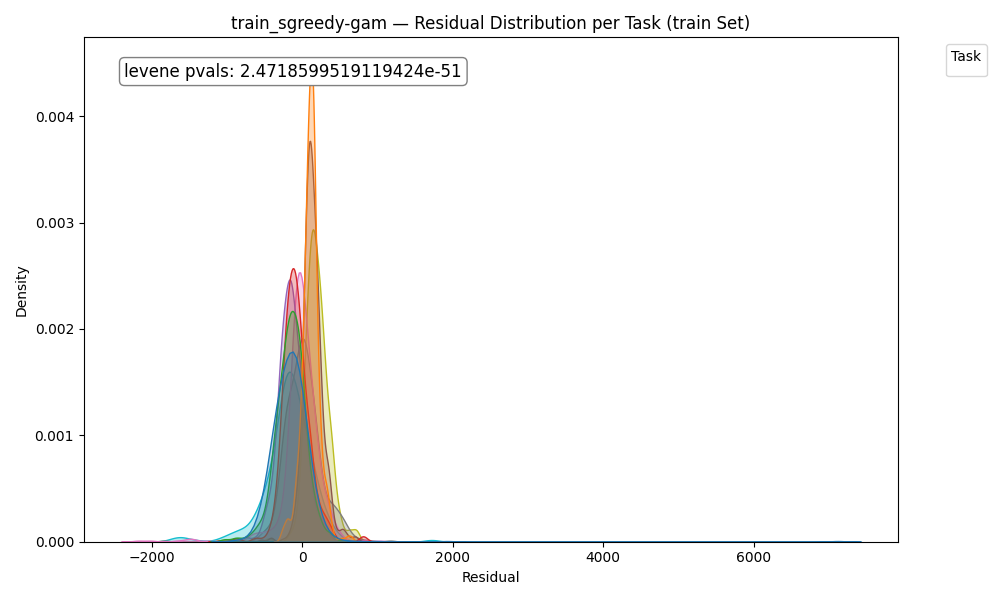 train_sgreedy-gam — Residual Distribution per Task (train Set)
levene pvals: 2.4718599519119424e-51
Task
0.004
0.003
0.002
0.001
0.000
Density
−2000
0
2000
4000
6000
Residual